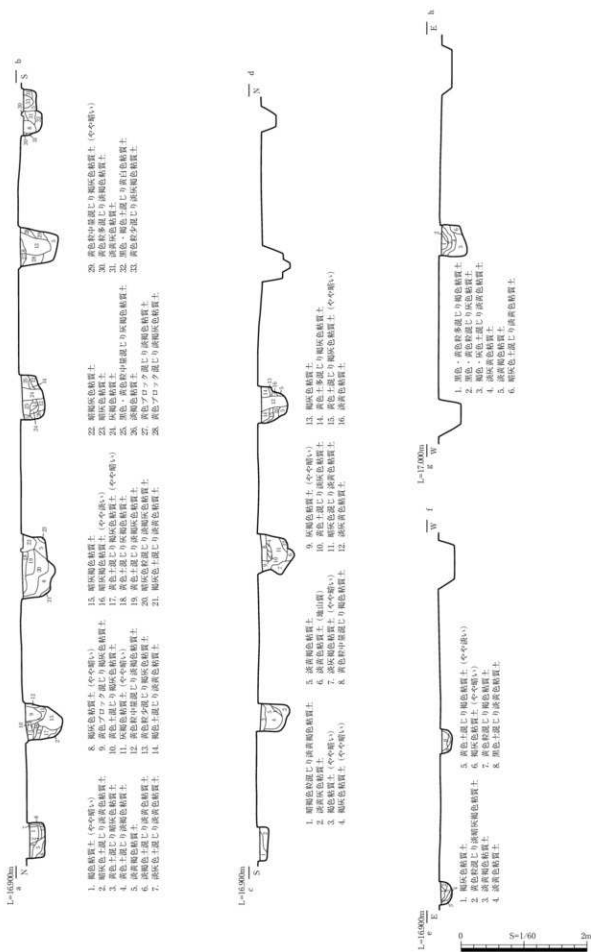 L=16.900m
a
N
b
S
1. 褐色粘質土（やや暗い）
2. 暗灰色土混じり淡黄色粘質土
3. 黄色土混じり暗灰色粘質土
4. 黄色土混じり淡褐色粘質土
5. 淡黄褐色粘質土
6. 淡褐色土混じり淡黄色粘質土
7. 淡灰色土混じり淡黄色粘質土
8. 褐灰色粘質土（やや暗い）
9. 黄色ブロック混じり褐灰色粘質土
10. 黄色土混じり褐灰色粘質土
11. 灰褐色粘質土（やや暗い）
12. 黄色粒中量混じり淡褐色粘質土
13. 黄色粒少混じり褐灰色粘質土
14. 褐色土混じり淡黄色粘質土
15. 暗灰褐色粘質土
16. 暗灰褐色粘質土（やや淡い）
17. 黄色土混じり褐灰色粘質土（やや暗い）
18. 黄色土混じり灰褐色粘質土
19. 黄色土混じり淡褐灰色粘質土
20. 暗灰色粒混じり淡褐灰色粘質土
21. 褐灰色土混じり淡黄褐色粘質土
22. 暗褐灰色粘質土
23. 暗灰色粘質土
24. 灰褐色粘質土
25. 黒色・黄色粒中量混じり灰褐色粘質土
26. 淡褐色粘質土
27. 黄色ブロック混じり淡褐色粘質土
28. 黄色ブロック混じり淡褐灰色粘質土
29. 黄色粒中量混じり褐灰色粘質土（やや暗い）
30. 黄色粒多混じり淡褐色粘質土
31. 淡黄灰色粘質土
32. 黒色・褐色土混じり黄白色粘質土
33. 黄色粒少混じり淡灰褐色粘質土
L=16.900m
c
S
d
N
1. 暗褐色粒混じり淡黄褐色粘質土
2. 淡黄灰色粘質土
3. 褐色粘質土（やや暗い）
4. 褐灰色粘質土（やや暗い）
5. 淡黄褐色粘質土
6. 淡黄色粘質土（地山質）
7. 淡灰褐色粘質土（やや暗い）
8. 黄色粒中量混じり褐色粘質土
9. 灰褐色粘質土（やや暗い）
10. 黄色土混じり淡灰色粘質土
11. 暗灰色混じり淡黄色粘質土
12. 淡灰黄色粘質土
13. 褐灰色粘質土
14. 黄色土多混じり褐灰色粘質土
15. 黄色土混じり褐灰色粘質土（やや暗い）
16. 淡黄色粘質土
L=16.900m
e
E
f
W
1. 褐灰色粘質土
2. 黄色粒混じり淡暗灰褐色粘質土
3. 淡黄褐色粘質土
4. 淡黄色粘質土
5. 黄色土混じり褐色粘質土（やや淡い）
6. 褐灰色粘質土（やや暗い）
7. 黄色粒混じり褐色粘質土
8. 黒色土混じり淡黄色粘質土
L=17.000m
g
W
h
E
1. 黒色・黄色粒多混じり褐色粘質土
2. 黒色・黄色粒混じり灰色粘質土
3. 褐色・灰色土混じり淡黄色粘質土
4. 淡灰黄色粘質土
5. 淡黄褐色粘質土
6. 暗灰色土混じり淡黄色粘質土
0
S=1/60
2m